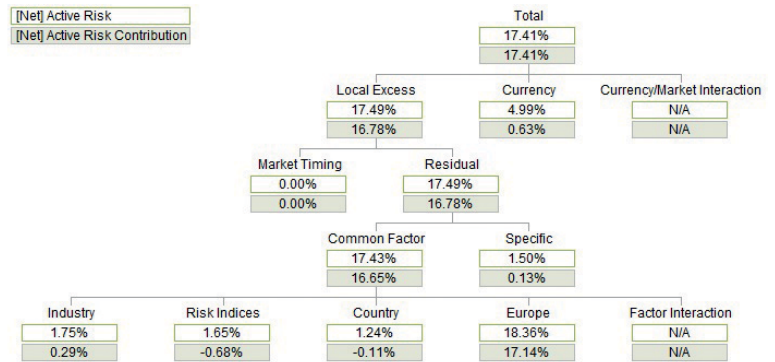 [Net] Active Risk
[Net] Active Risk Contribution
Total
17.41%
17.41%
Local Excess Currency Currency/Market Interaction
17.49% 4.99% N/A
16.78% 0.63% N/A
Market Timing Residual
0.00% 17.49%
0.00% 16.78%
Common Factor Specific
17.43% 1.50%
16.65% 0.13%
Industry Risk Indices Country Europe Factor Interaction
1.75% 1.65% 1.24% 18.36% N/A
0.29% -0.68% -0.11% 17.14% N/A